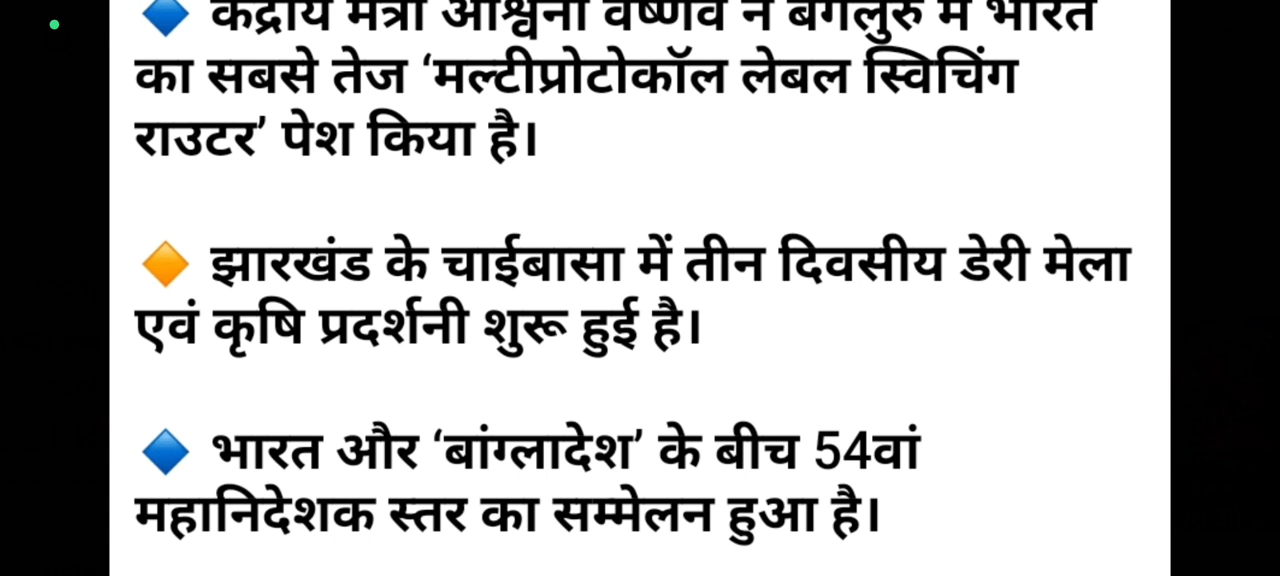 🔷 केंद्रीय मंत्री अश्विनी वैष्णव ने बेंगलुरु में भारत
का सबसे तेज ‘मल्टीप्रोटोकॉल लेबल स्विचिंग
राउटर’ पेश किया है।
🔶 झारखंड के चाईबासा में तीन दिवसीय डेरी मेला
एवं कृषि प्रदर्शनी शुरू हुई है।
🔷 भारत और ‘बांग्लादेश’ के बीच 54वां
महानिदेशक स्तर का सम्मेलन हुआ है।